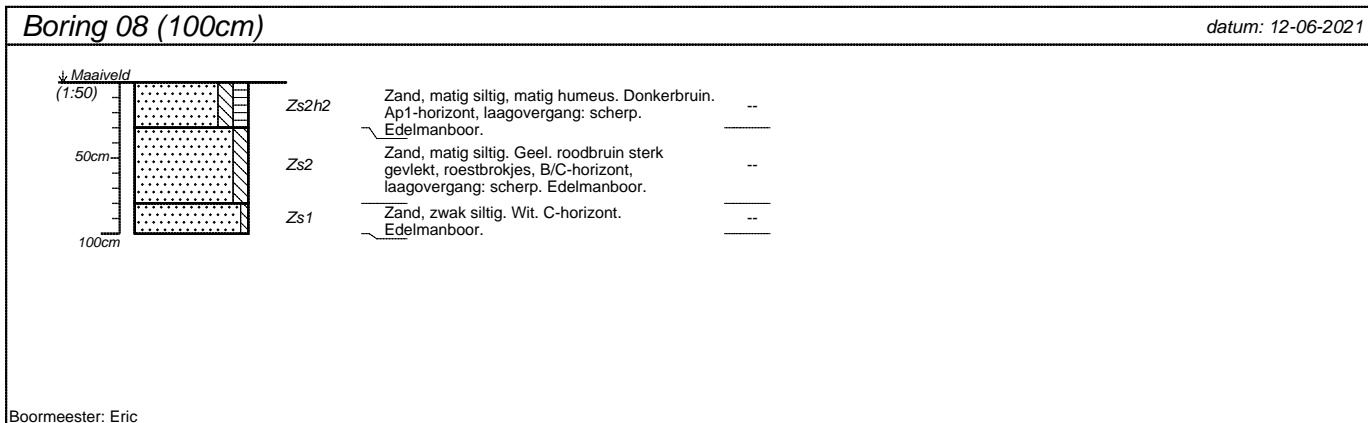 Boring 08 (100cm)
datum: 12-06-2021
Maaiveld
(1:50)
Zs2h2
Zand, matig siltig, matig humeus. Donkerbruin.
Ap1-horizont, laagovergang: scherp.
Edelmanboor.
--
50cm
Zs2
Zand, matig siltig. Geel. roodbruin sterk
gevlekt, roestbrokjes, B/C-horizont,
laagovergang: scherp. Edelmanboor.
--
Zs1
Zand, zwak siltig. Wit. C-horizont.
Edelmanboor.
--
100cm
Boormeester: Eric